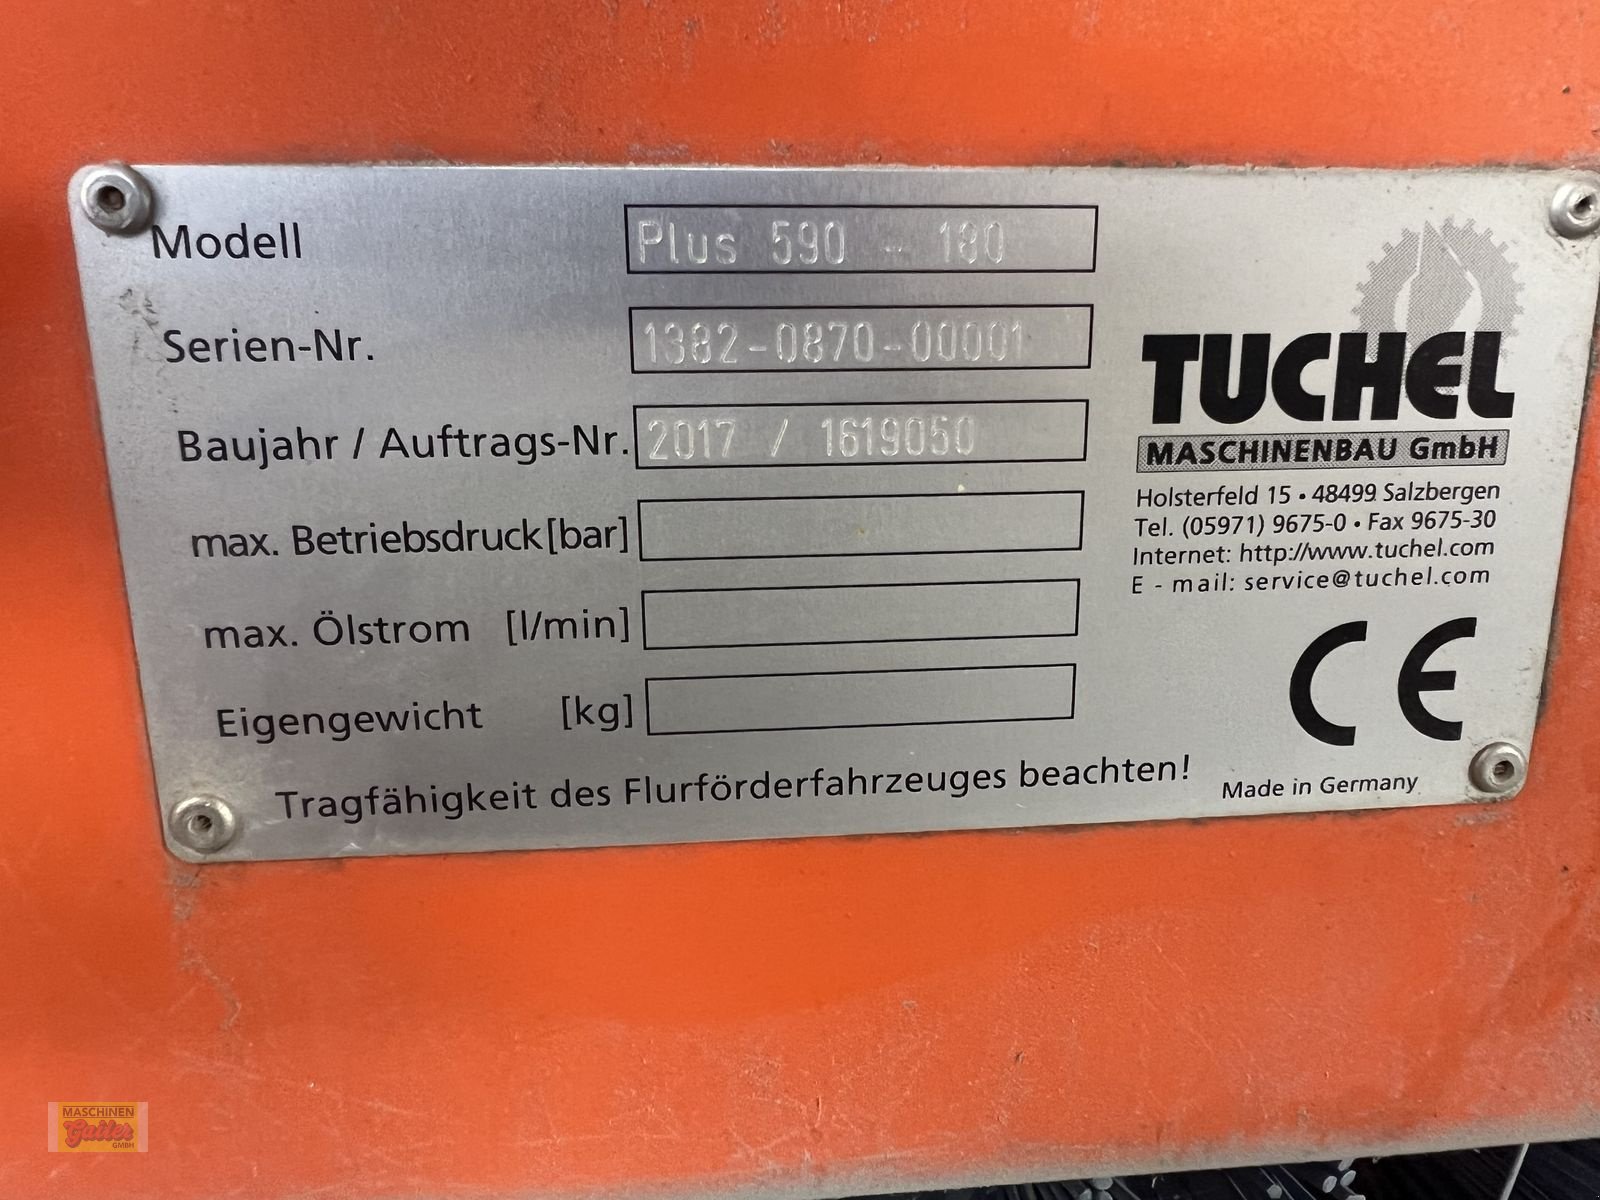 Modell Plus 590 - 180
Serien-Nr. 1382-0870-00001
Baujahr / Auftrags-Nr. 2017 / 1619050
max. Betriebsdruck [bar]
max. Ölstrom [l/min]
Eigengewicht [kg]
Tragfähigkeit des Flurförderfahrzeuges beachten!
TUCHEL
MASCHINENBAU GmbH
Holsterfeld 15 • 48499 Salzbergen
Tel. (05971) 9675-0 • Fax 9675-30
Internet: http://www.tuchel.com
E - mail: service@tuchel.com
CE
Made in Germany
MASCHINEN
Gailer
GMBH